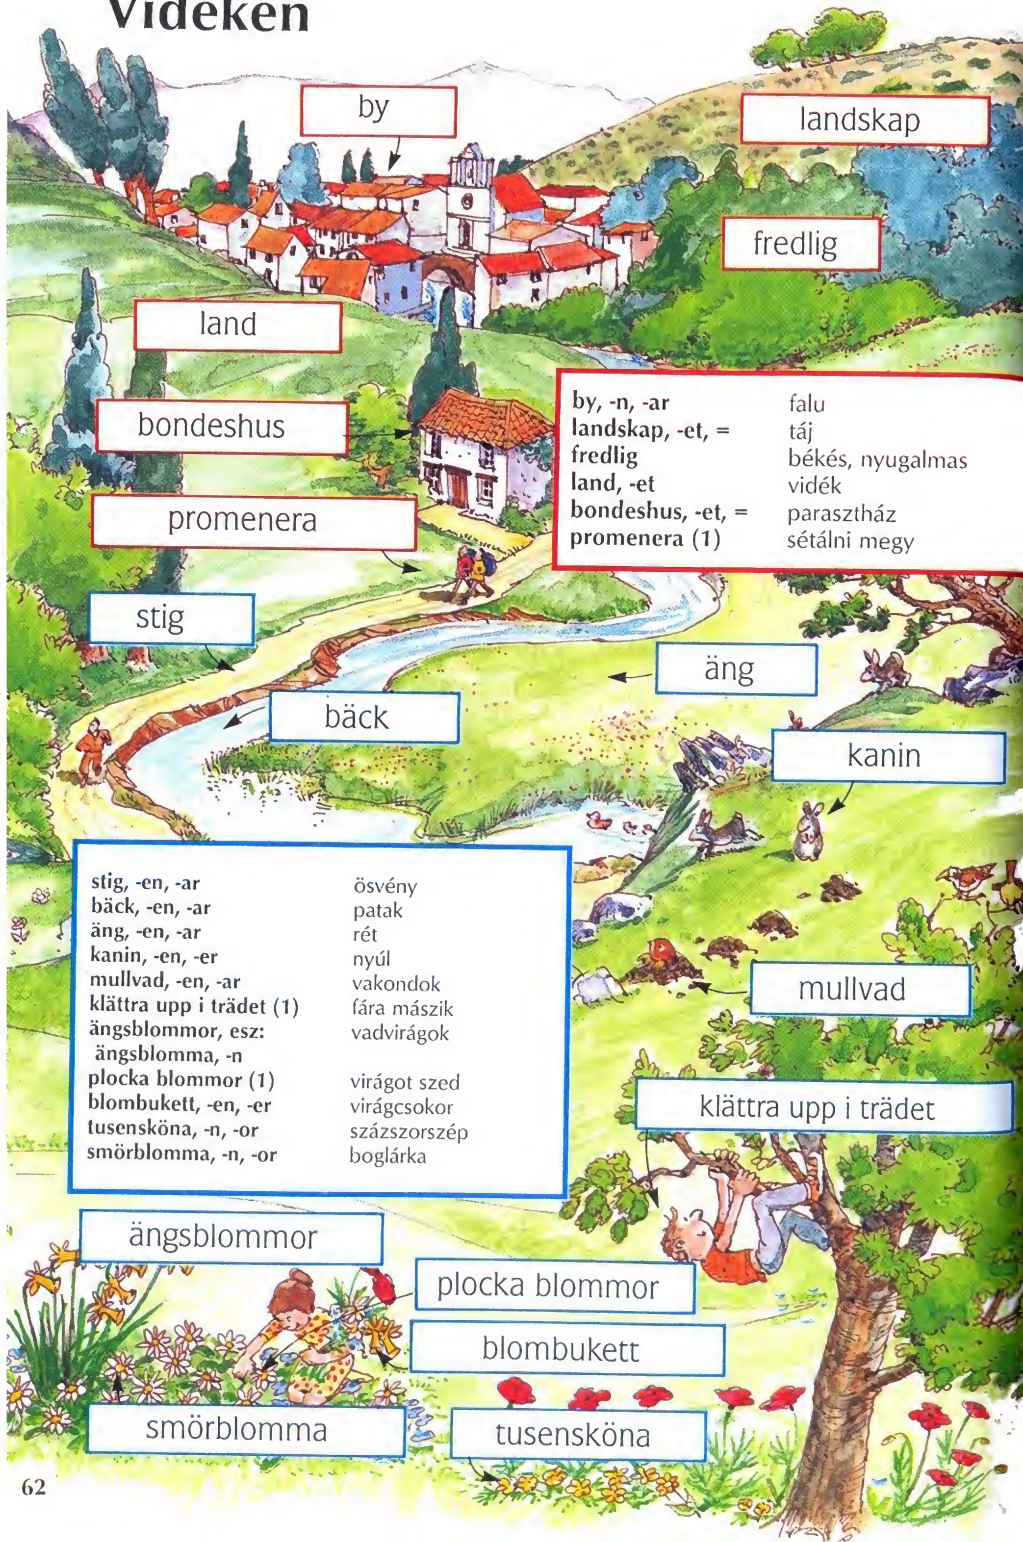 Vidéken
by
landskap
fredlig
land
bondeshus
promenera
by, -n, -ar falu
landskap, -et, = táj
fredlig békés, nyugalmas
land, -et vidék
bondeshus, -et, = parasztház
promenera (1) sétálni megy
stig
äng
bäck
kanin
stig, -en, -ar ösvény
bäck, -en, -ar patak
äng, -en, -ar rét
kanin, -en, -er nyúl
mullvad, -en, -ar vakondok
klättra upp i trädet (1) fára mászik
ängsblommor, esz: vadvirágok
ängsblomma, -n
plocka blommor (1) virágot szed
blombukett, -en, -er virágcsokor
tusensköna, -n, -or százszorszép
smörblomma, -n, -or boglárka
mullvad
klättra upp i trädet
ängsblommor
plocka blommor
blombukett
smörblomma
tusensköna
62